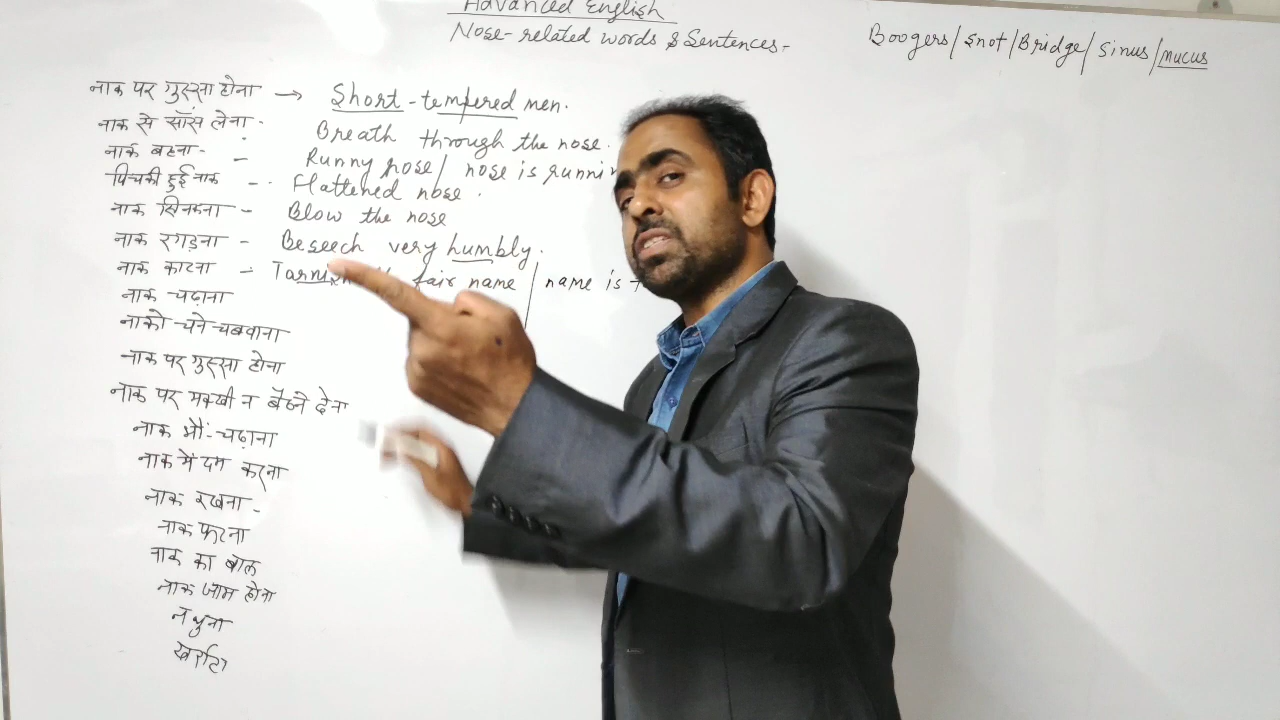 Advanced English
Nose-related words & Sentences-
Boogers/snot/Bridge/sinus/mucus
नाक पर गुस्सा होना → Short-tempered men.
नाक से साँस लेना - Breath through the nose.
नाक बहना - Runny nose/ nose is runnin
पिचकी हुई नाक - Flattened nose.
नाक सिनकना - Blow the nose
नाक रगड़ना - Beseech very humbly.
नाक काटना - fair name / name is
नाक चढ़ाना
नाको चने चबवाना
नाक पर गुस्सा होना
नाक पर मक्खी न बैठने देना
नाक भौं-चढ़ाना
नाक में दम करना
नाक रखना -
नाक फटना
नाक का बाल
नाक जाम होना
नथुना
खर्राटा